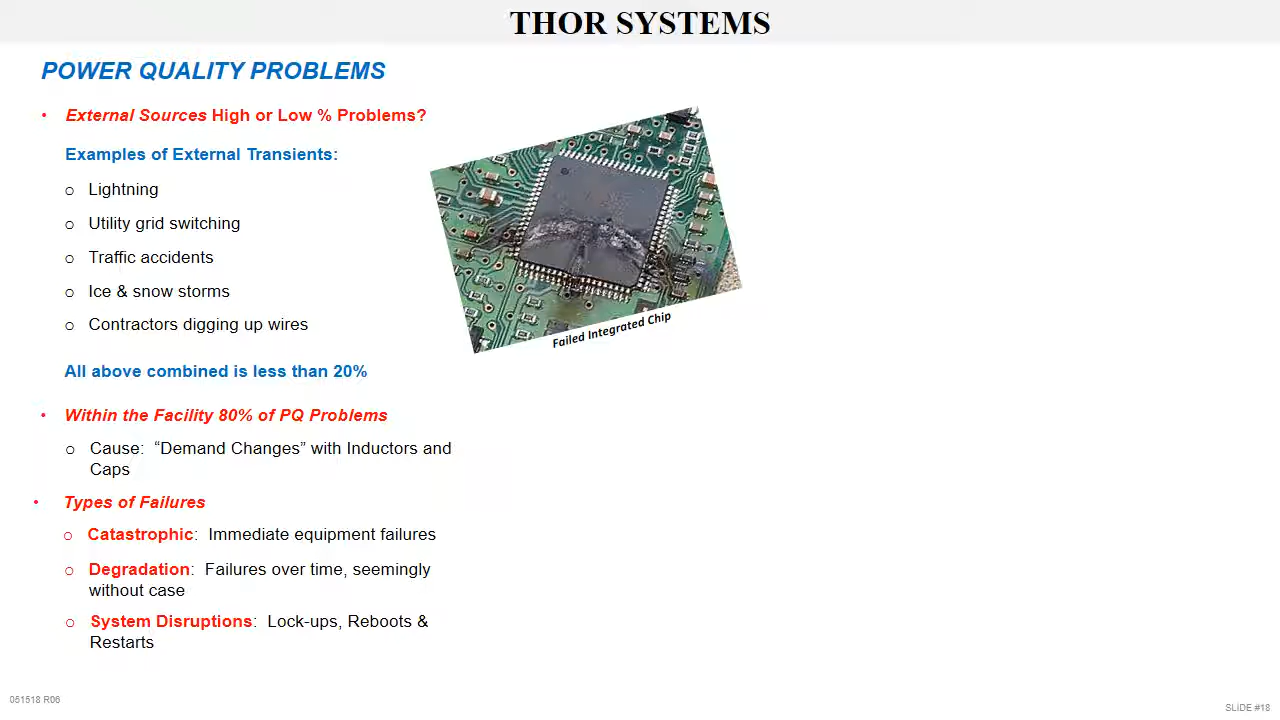 THOR SYSTEMS
POWER QUALITY PROBLEMS
• External Sources High or Low % Problems?
Examples of External Transients:
o Lightning
o Utility grid switching
o Traffic accidents
o Ice & snow storms
o Contractors digging up wires
Failed Integrated Chip
All above combined is less than 20%
• Within the Facility 80% of PQ Problems
o Cause: “Demand Changes” with Inductors and
Caps
• Types of Failures
o Catastrophic: Immediate equipment failures
o Degradation: Failures over time, seemingly
without case
o System Disruptions: Lock-ups, Reboots &
Restarts
051518 R06
SLIDE #18